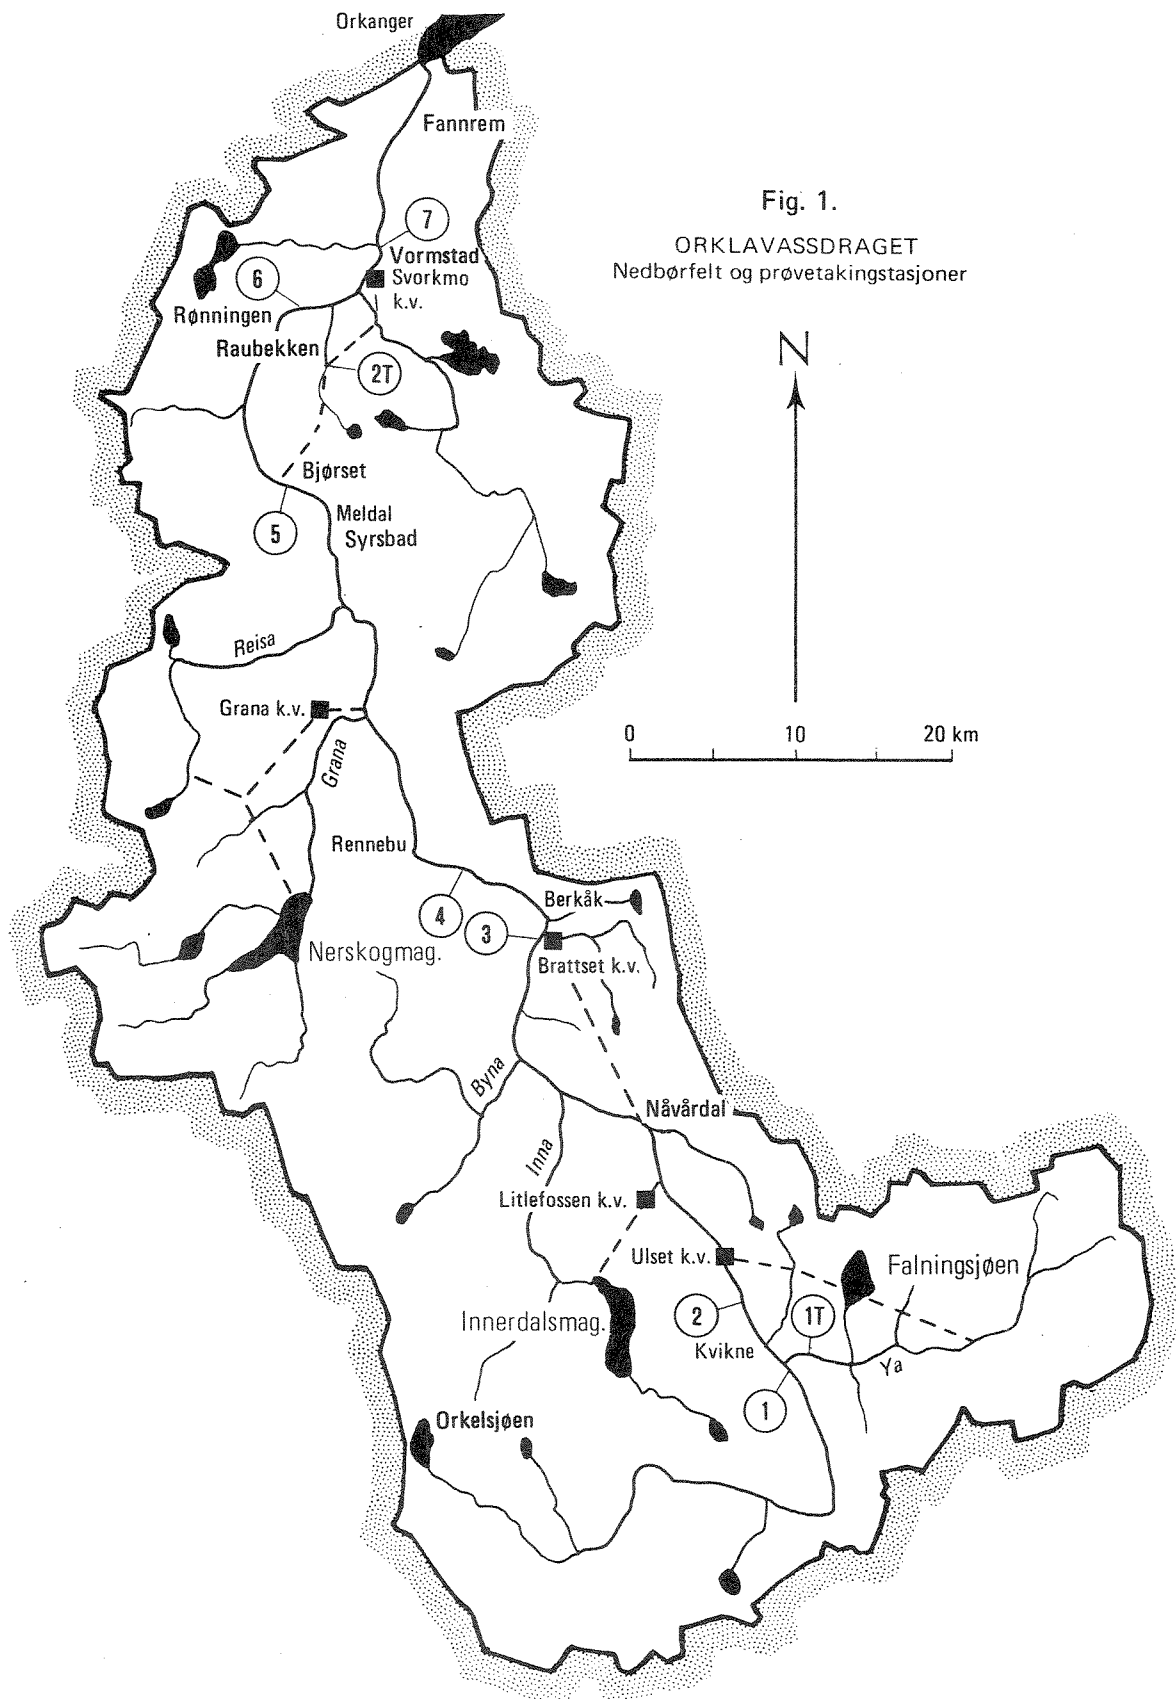 Orkanger
Fannrem
Fig. 1.
ORKLAVASSDRAGET
Nedbørfelt og prøvetakingstasjoner
7
Vormstad
Svorkmo
k.v.
6
Rønningen
Raubekken
2T
N
Bjørset
5
Meldal
Syrsbad
Reisa
Grana k.v.
0 10 20 km
Grana
Rennebu
4
3
Berkåk
Nerskogmag.
Brattset k.v.
Byna
Nåvårdal
Inna
Litlefossen k.v.
Ulset k.v.
Falningsjøen
Innerdalsmag.
2
1T
Kvikne
Ya
1
Orkelsjøen